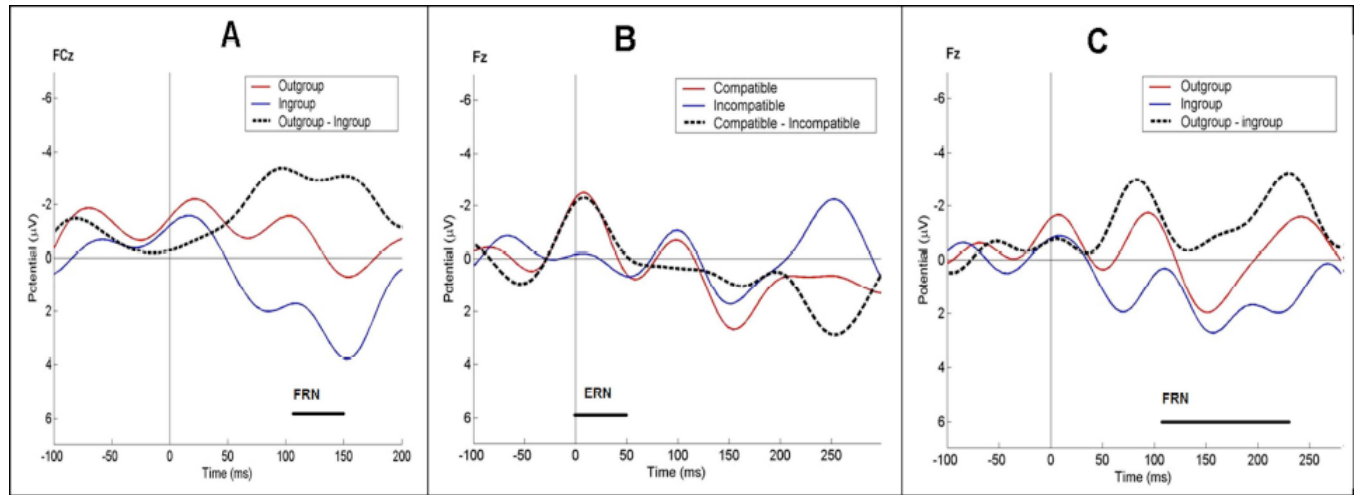 A
FCz
Outgroup
Ingroup
Outgroup - Ingroup
-6
-4
-2
0
2
4
6
Potential (µV)
FRN
-100
-50
0
50
100
150
200
Time (ms)
B
Fz
Compatible
Incompatible
Compatible - Incompatible
-6
-4
-2
0
2
4
6
Potential (µV)
ERN
-100
-50
0
50
100
150
200
250
Time (ms)
C
Fz
Outgroup
Ingroup
Outgroup - ingroup
-6
-4
-2
0
2
4
6
Potential (µV)
FRN
-100
-50
0
50
100
150
200
250
Time (ms)